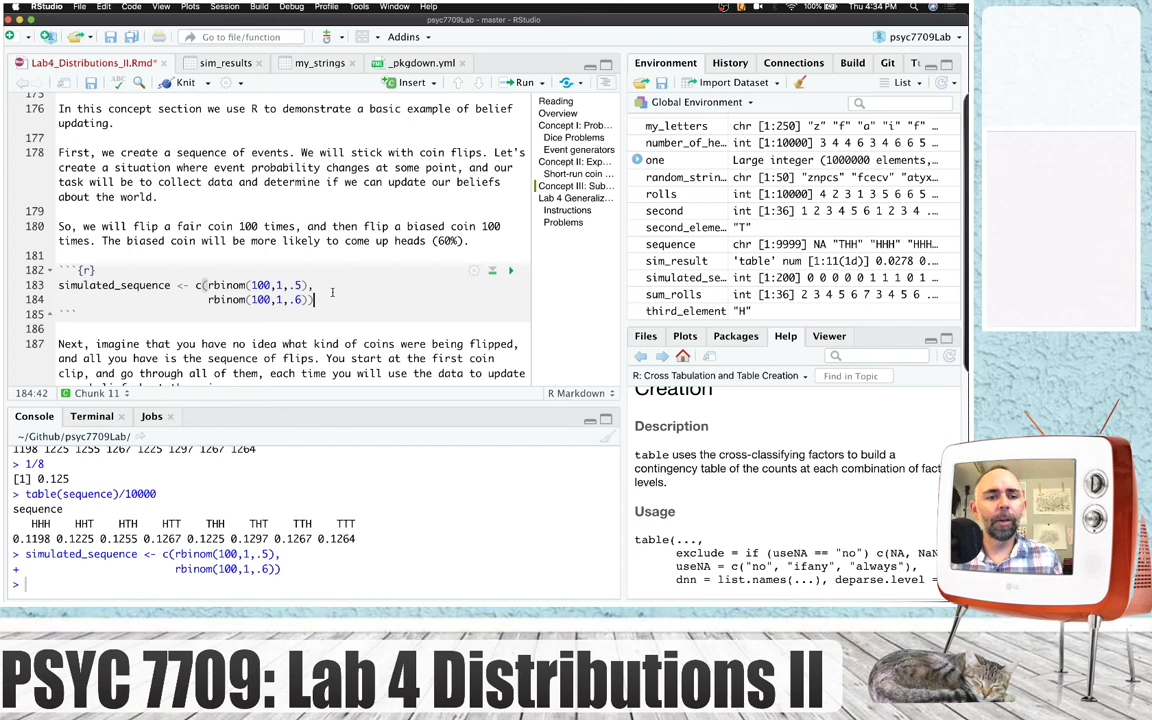 RStudio File Edit Code View Plots Session Build Debug Profile Tools Window Help
100% Thu 4:34 PM
psyc7709Lab - master - RStudio
Go to file/function Addins psyc7709Lab
Lab4_Distributions_II.Rmd* sim_results my_strings _pkgdown.yml
Knit Insert Run
175
176 In this concept section we use R to demonstrate a basic example of belief
updating.
177
178 First, we create a sequence of events. We will stick with coin flips. Let's
create a situation where event probability changes at some point, and our
task will be to collect data and determine if we can update our beliefs
about the world.
179
180 So, we will flip a fair coin 100 times, and then flip a biased coin 100
times. The biased coin will be more likely to come up heads (60%).
181
182 ```{r}
183 simulated_sequence <- c(rbinom(100,1,.5),
184 rbinom(100,1,.6))
185 ```
186
187 Next, imagine that you have no idea what kind of coins were being flipped,
and all you have is the sequence of flips. You start at the first coin
clip, and go through all of them, each time you will use the data to update
184:42 Chunk 11 R Markdown
Reading
Overview
Concept I: Prob...
Dice Problems
Event generators
Concept II: Exp...
Short-run coin ...
Concept III: Sub...
Lab 4 Generaliz...
Instructions
Problems
Console Terminal Jobs
~/Github/psyc7709Lab/
1198 1225 1255 1267 1225 1297 1267 1264
> 1/8
[1] 0.125
> table(sequence)/10000
sequence
HHH HHT HTH HTT THH THT TTH TTT
0.1198 0.1225 0.1255 0.1267 0.1225 0.1297 0.1267 0.1264
> simulated_sequence <- c(rbinom(100,1,.5),
+ rbinom(100,1,.6))
>
Environment History Connections Build Git
Import Dataset List
Global Environment
my_letters chr [1:250] "z" "f" "a" "i" "f" …
number_of_he… int [1:10000] 3 4 4 6 3 4 6 6 5 …
one Large integer (1000000 elements,…
random_strin… chr [1:50] "znpcs" "fcecv" "atyx…
rolls int [1:10000] 4 2 3 1 3 5 6 6 5 …
second int [1:36] 1 2 3 4 5 6 1 2 3 4 …
second_eleme… "T"
sequence chr [1:9999] NA "THH" "HHH" "HH…
sim_result 'table' num [1:11(1d)] 0.0278 0.…
simulated_se… int [1:200] 0 0 0 0 0 1 1 1 0 1 …
sum_rolls int [1:36] 2 3 4 5 6 7 3 4 5 6 …
third_element "H"
Files Plots Packages Help Viewer
R: Cross Tabulation and Table Creation Find in Topic
Creation
Description
table uses the cross-classifying factors to build a
contingency table of the counts at each combination of fact
levels.
Usage
table(...,
exclude = if (useNA == "no") c(NA, NaN
useNA = c("no", "ifany", "always"),
dnn = list.names(...), deparse.level =
LG
PSYC 7709: Lab 4 Distributions II